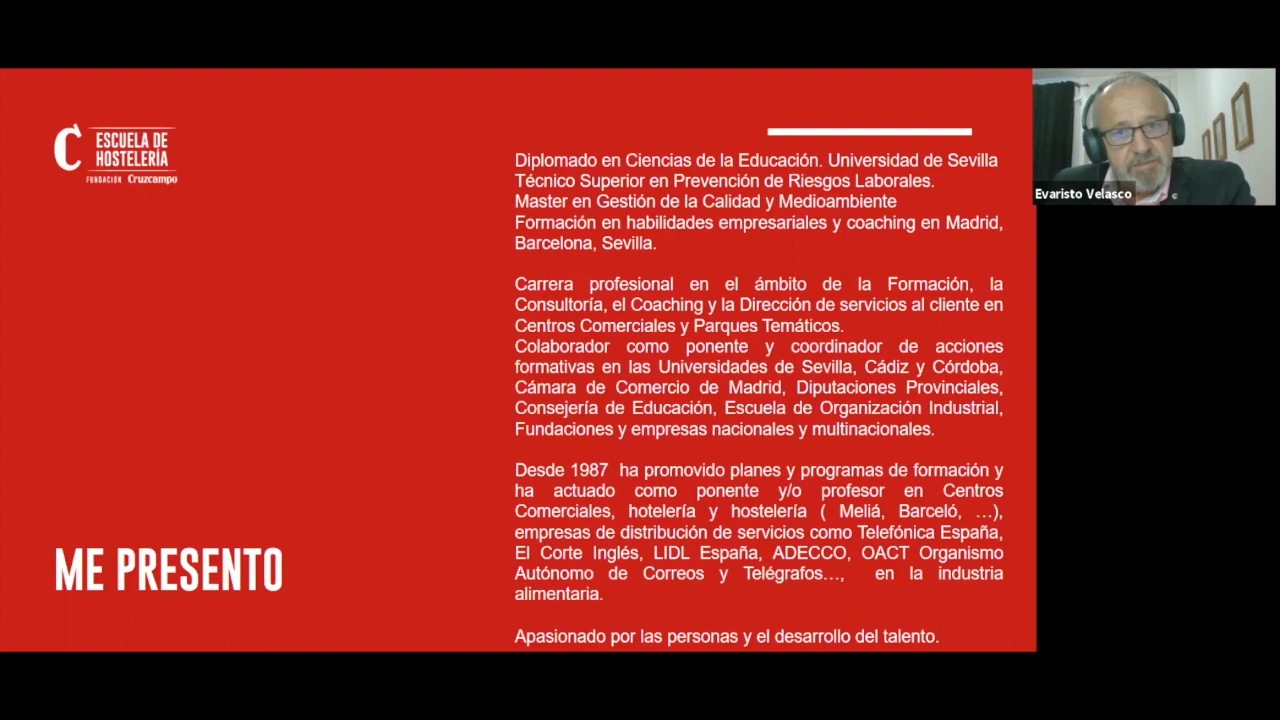 C ESCUELA DE
HOSTELERÍA
FUNDACIÓN Cruzcampo
Diplomado en Ciencias de la Educación. Universidad de Sevilla
Técnico Superior en Prevención de Riesgos Laborales.
Master en Gestión de la Calidad y Medioambiente
Formación en habilidades empresariales y coaching en Madrid,
Barcelona, Sevilla.
Carrera profesional en el ámbito de la Formación, la
Consultoría, el Coaching y la Dirección de servicios al cliente en
Centros Comerciales y Parques Temáticos.
Colaborador como ponente y coordinador de acciones
formativas en las Universidades de Sevilla, Cádiz y Córdoba,
Cámara de Comercio de Madrid, Diputaciones Provinciales,
Consejería de Educación, Escuela de Organización Industrial,
Fundaciones y empresas nacionales y multinacionales.
Desde 1987 ha promovido planes y programas de formación y
ha actuado como ponente y/o profesor en Centros
Comerciales, hotelería y hostelería ( Meliá, Barceló, …),
empresas de distribución de servicios como Telefónica España,
El Corte Inglés, LIDL España, ADECCO, OACT Organismo
Autónomo de Correos y Telégrafos…, en la industria
alimentaria.
Apasionado por las personas y el desarrollo del talento.
ME PRESENTO
Evaristo Velasco